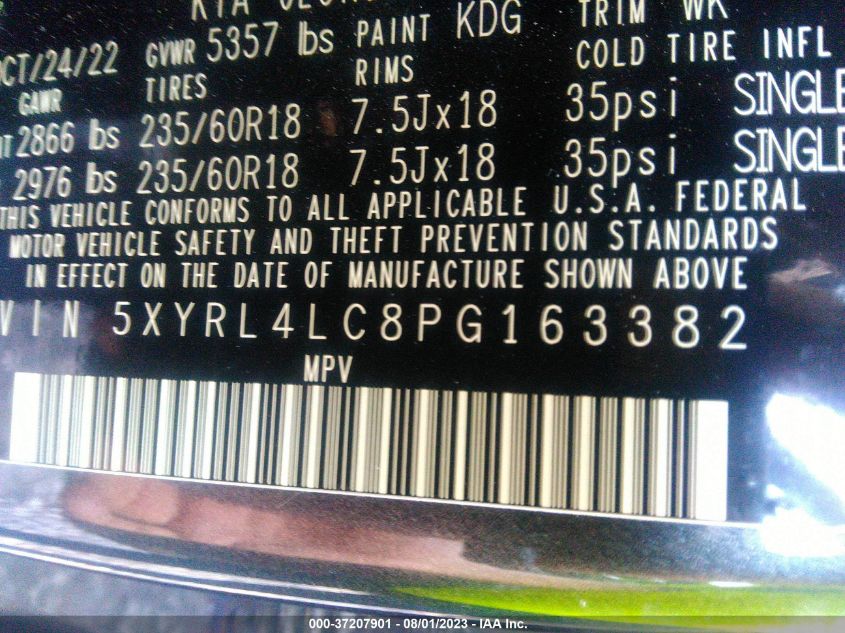 KIA
OCT/24/22 GVWR 5357 lbs PAINT KDG TRIM WK
GAWR TIRES RIMS COLD TIRE INFL
2866 lbs 235/60R18 7.5Jx18 35psi SINGLE
2976 lbs 235/60R18 7.5Jx18 35psi SINGLE
THIS VEHICLE CONFORMS TO ALL APPLICABLE U.S.A. FEDERAL
MOTOR VEHICLE SAFETY AND THEFT PREVENTION STANDARDS
IN EFFECT ON THE DATE OF MANUFACTURE SHOWN ABOVE
VIN 5XYRL4LC8PG163382
MPV
000-37207901 - 08/01/2023 - IAA Inc.